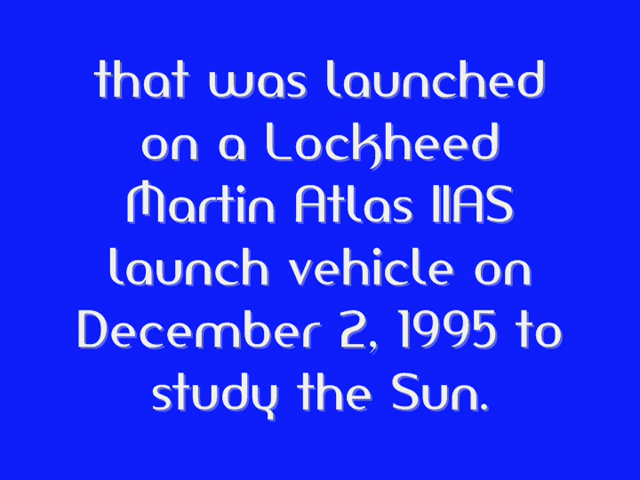 that was launched
on a Lockheed
Martin Atlas IIAS
launch vehicle on
December 2, 1995 to
study the Sun.